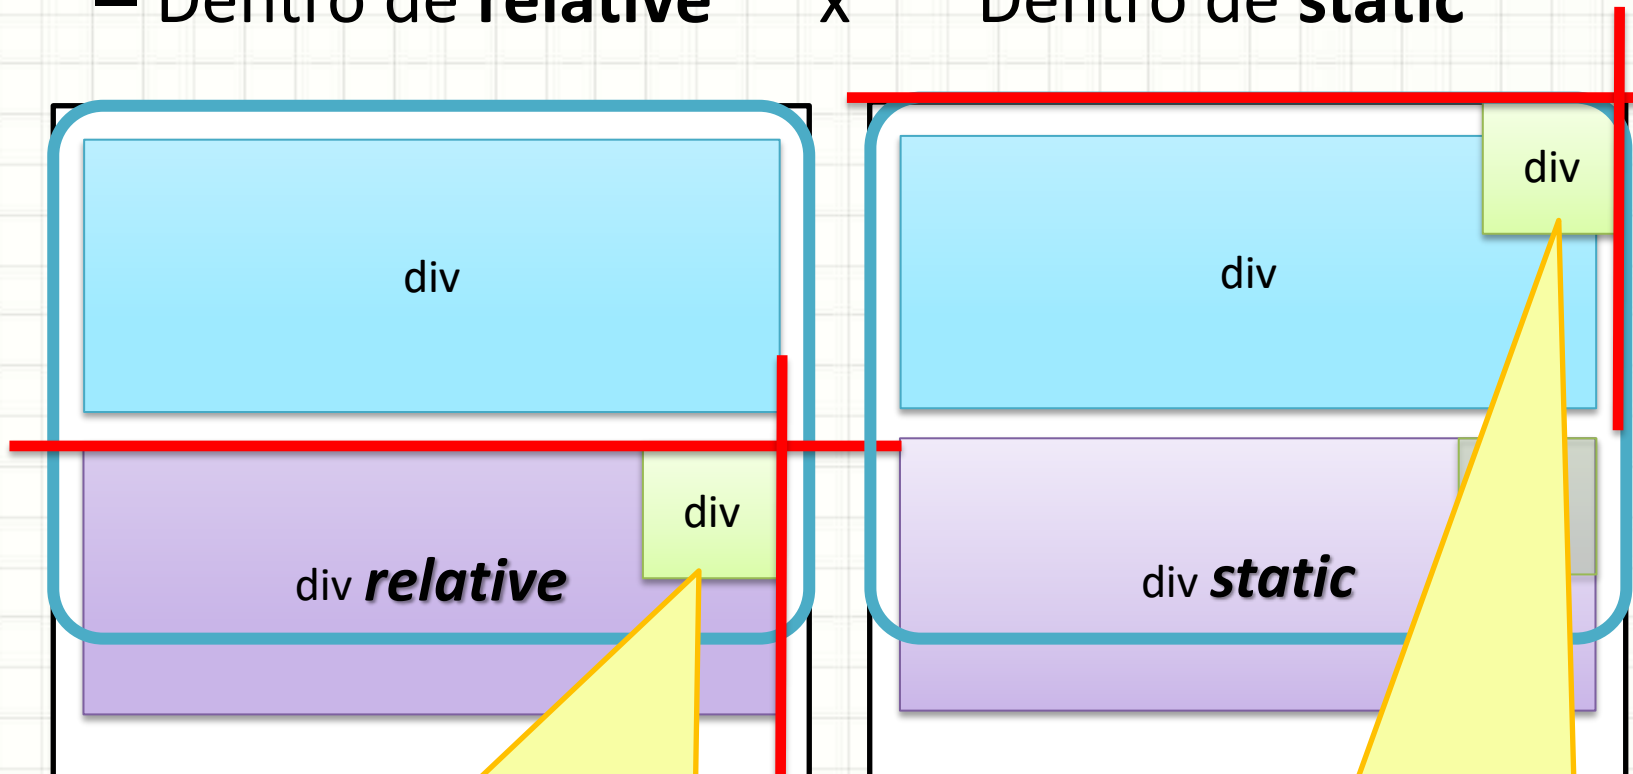 – Dentro de relative x Dentro de static
div
div
div
div
div relative
div static